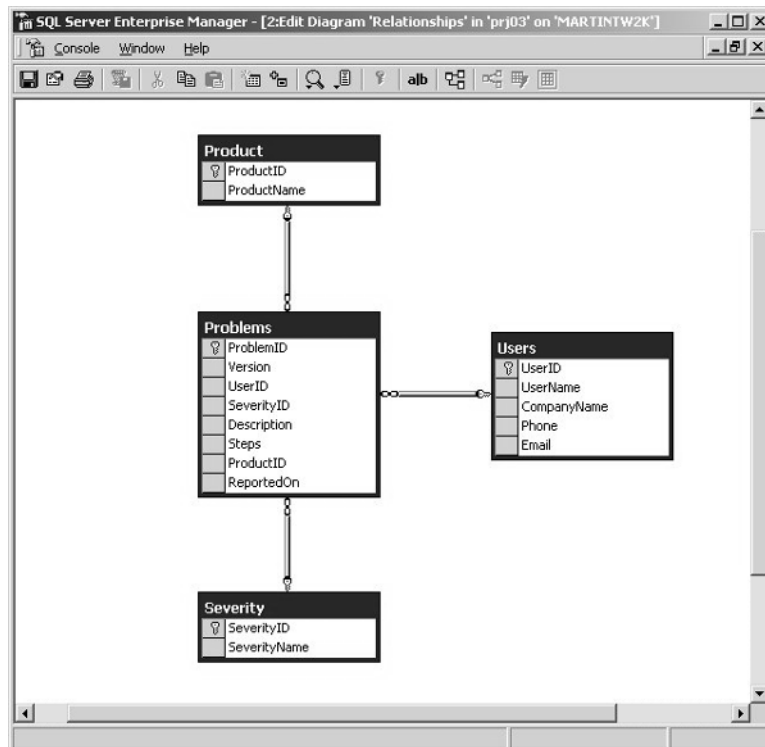 SQL Server Enterprise Manager - [2:Edit Diagram 'Relationships' in 'prj03' on 'MARTINTW2K']
Console Window Help
a|b
Product
ProductID
ProductName
Problems
ProblemID
Version
UserID
SeverityID
Description
Steps
ProductID
ReportedOn
Users
UserID
UserName
CompanyName
Phone
Email
Severity
SeverityID
SeverityName